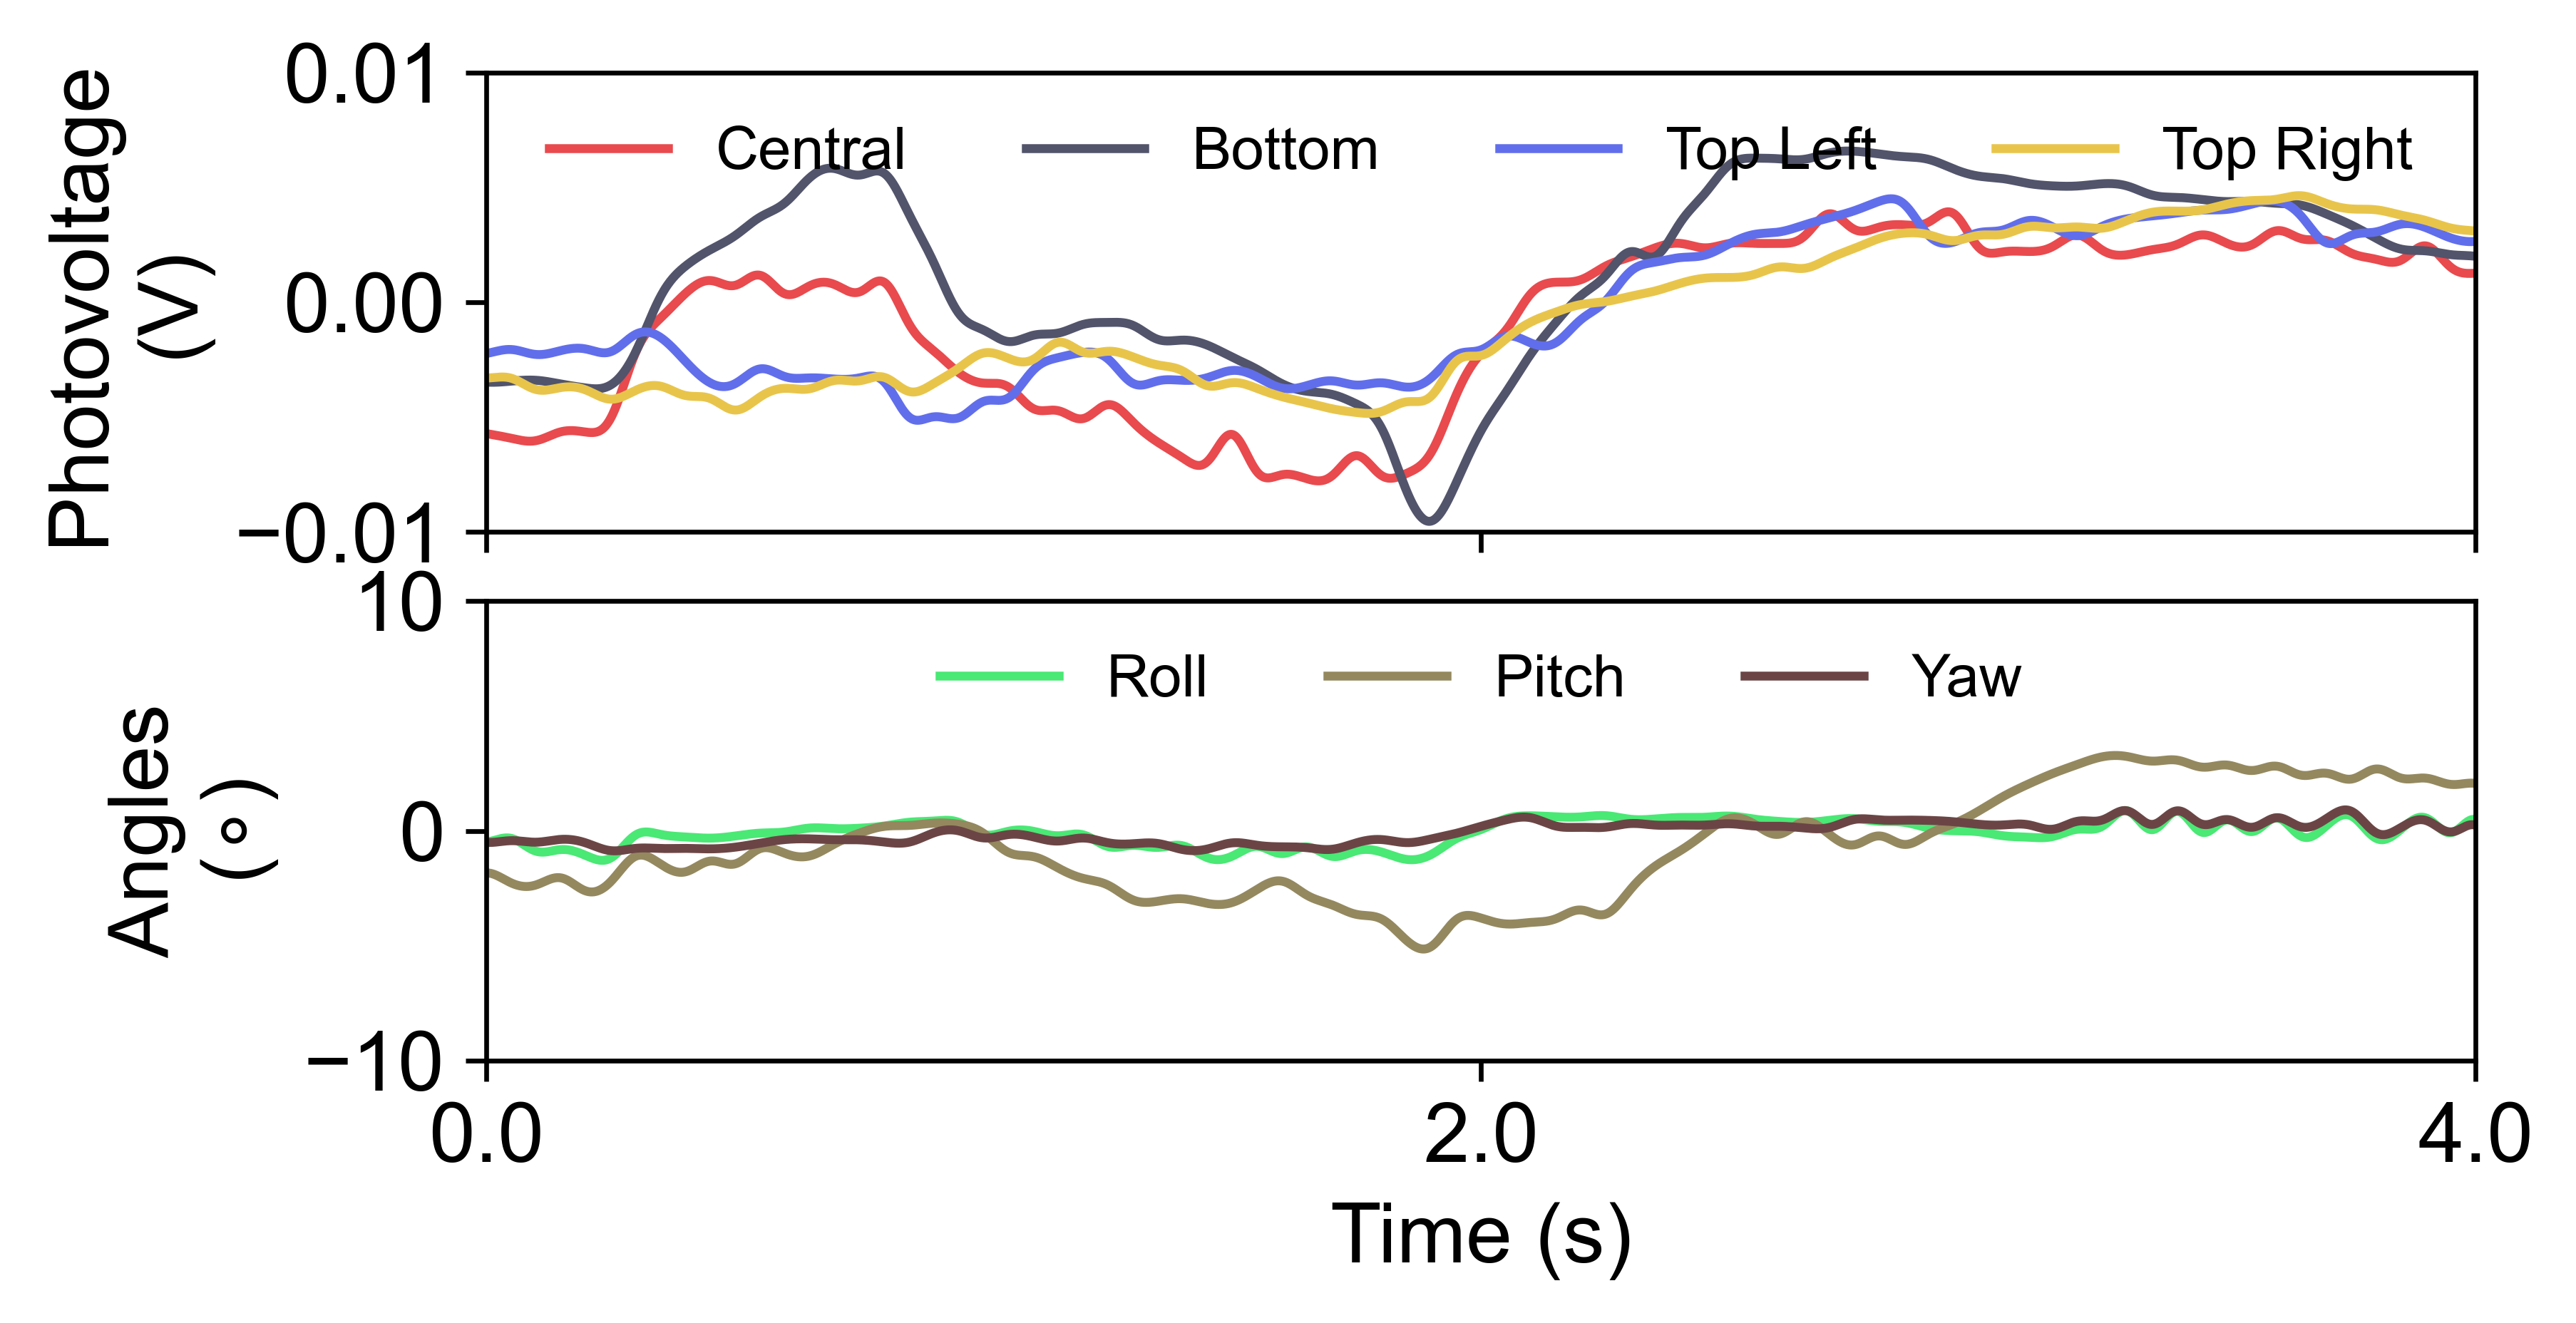 Photovoltage
(V)
0.01
0.00
−0.01
Central
Bottom
Top Left
Top Right
Angles
(∘)
10
0
−10
Roll
Pitch
Yaw
0.0
2.0
4.0
Time (s)